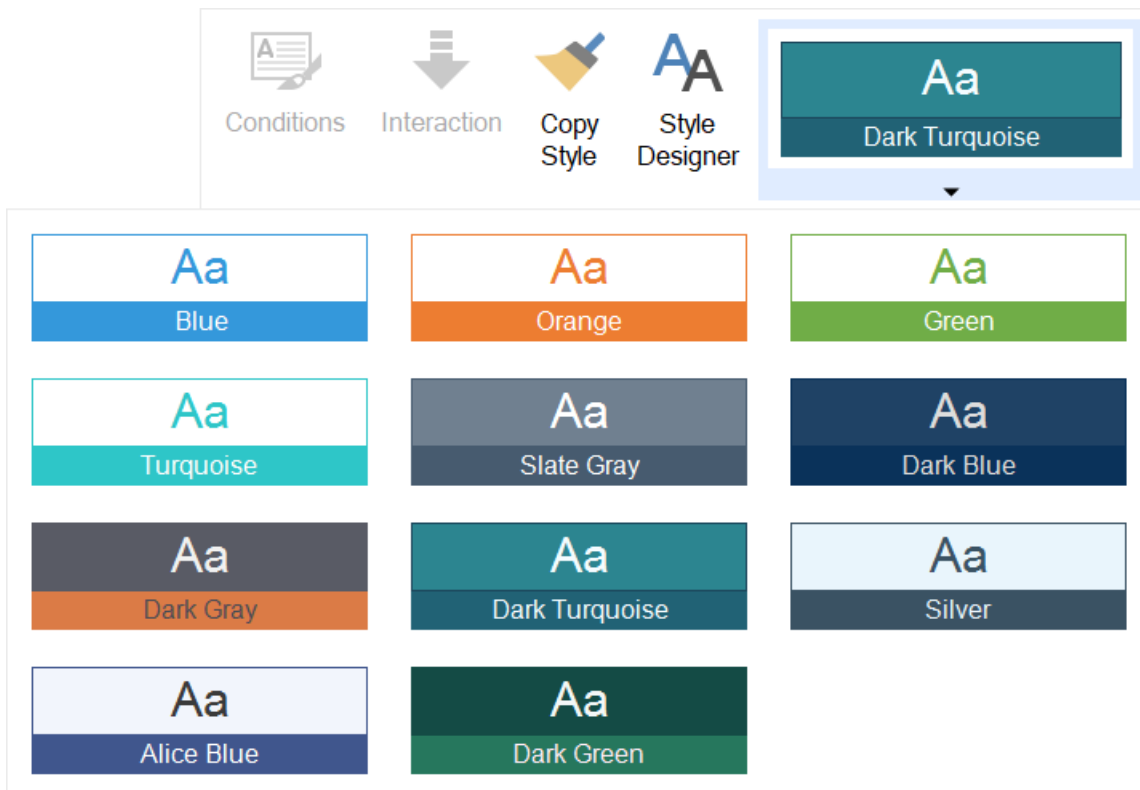 A
Conditions
Interaction
Copy
Style
AA
Style
Designer
Aa
Dark Turquoise
Aa
Blue
Aa
Orange
Aa
Green
Aa
Turquoise
Aa
Slate Gray
Aa
Dark Blue
Aa
Dark Gray
Aa
Dark Turquoise
Aa
Silver
Aa
Alice Blue
Aa
Dark Green